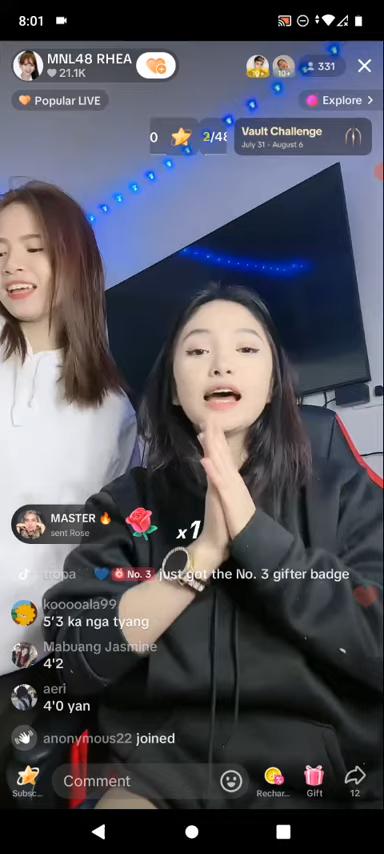 8:01
MNL48 RHEA
21.1K
10+
10+
331
Popular LIVE
Explore
0
2/48
Vault Challenge
July 31 - August 6
MASTER 🔥
sent Rose
x1
tropa 💙 No. 3 just got the No. 3 gifter badge
kooooala99
5'3 ka nga tyang
Mabuang Jasmine
4'2
aeri
4'0 yan
anonymous22 joined
Subsc...
Comment
Rechar...
Gift
12